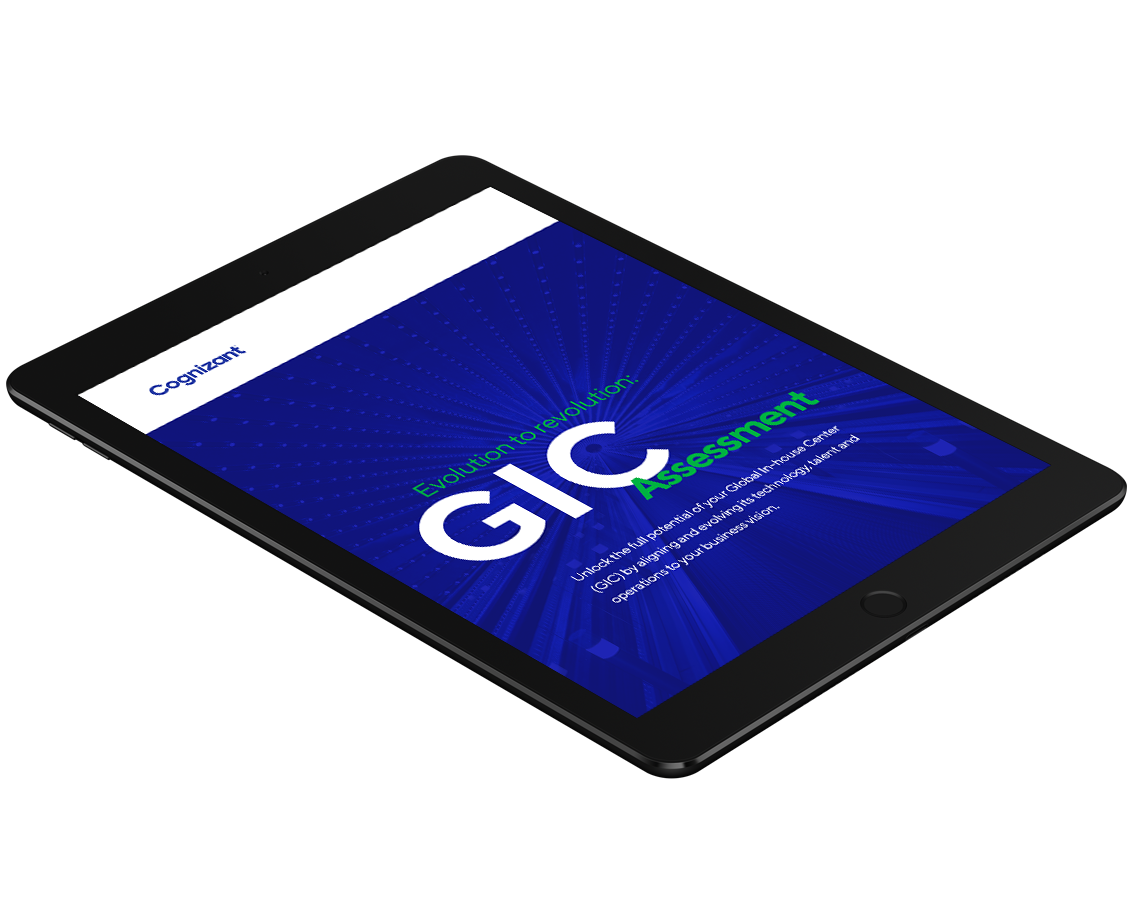 Cognizant
Evolution to revolution:
GIC
Assessment
Unlock the full potential of your Global In-house Center
(GIC) by aligning and evolving its technology, talent and
operations to your business vision.